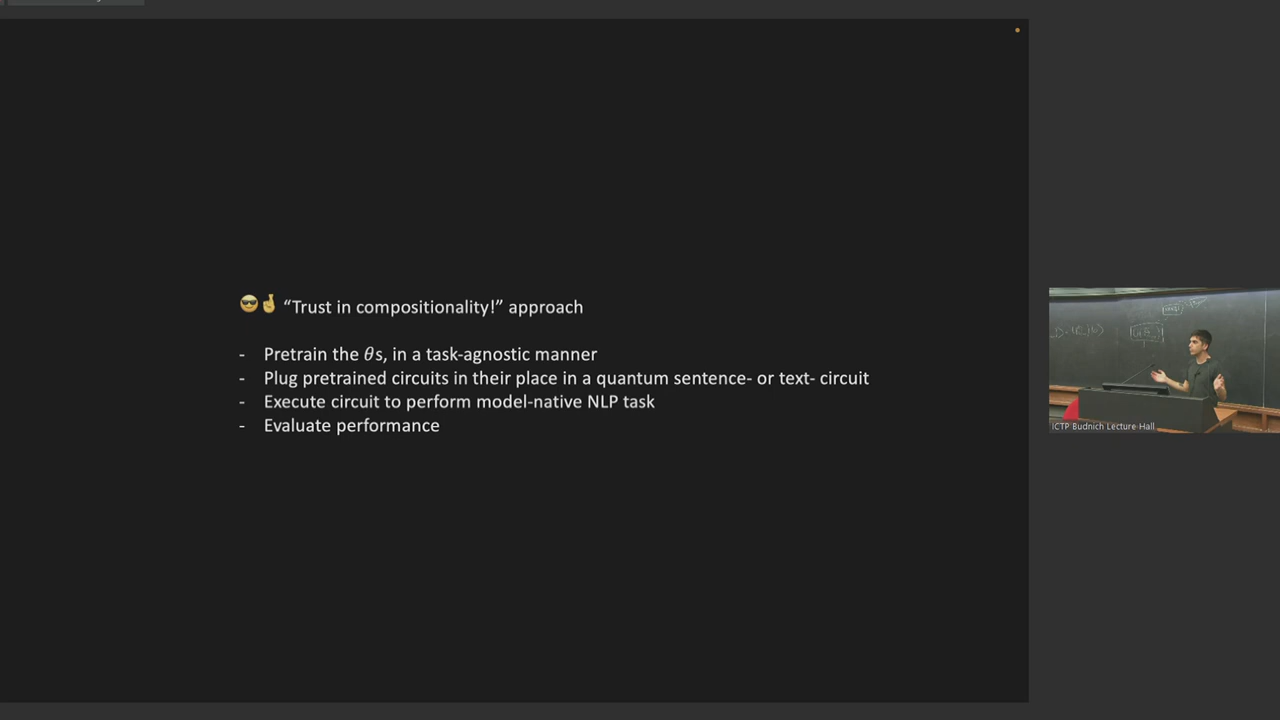 😎🤞 “Trust in compositionality!” approach
- Pretrain the θs, in a task-agnostic manner
- Plug pretrained circuits in their place in a quantum sentence- or text- circuit
- Execute circuit to perform model-native NLP task
- Evaluate performance
ICTP Budnich Lecture Hall